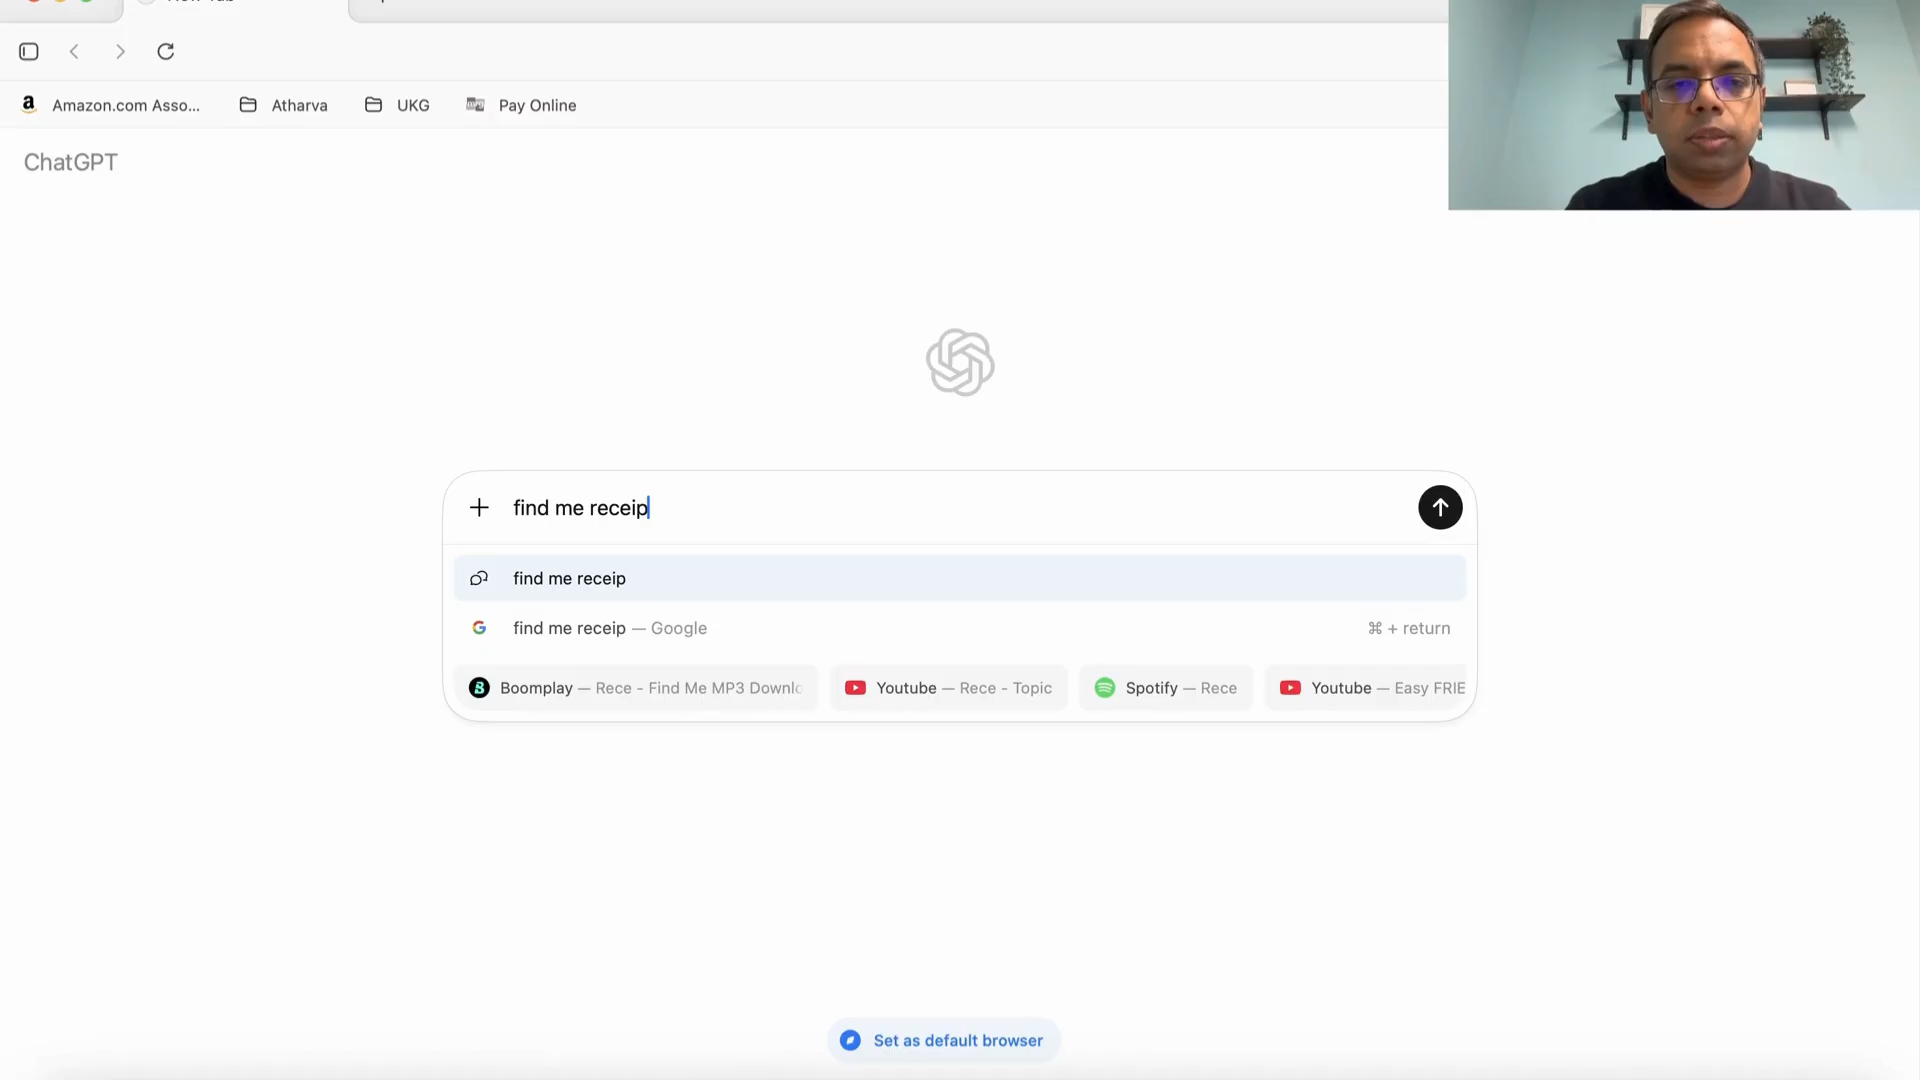 Amazon.com Asso...
Atharva
UKG
Pay Online
ChatGPT
find me receip
find me receip
find me receip — Google
⌘ + return
Boomplay — Rece - Find Me MP3 Downlo
Youtube — Rece - Topic
Spotify — Rece
Youtube — Easy FRIE
Set as default browser